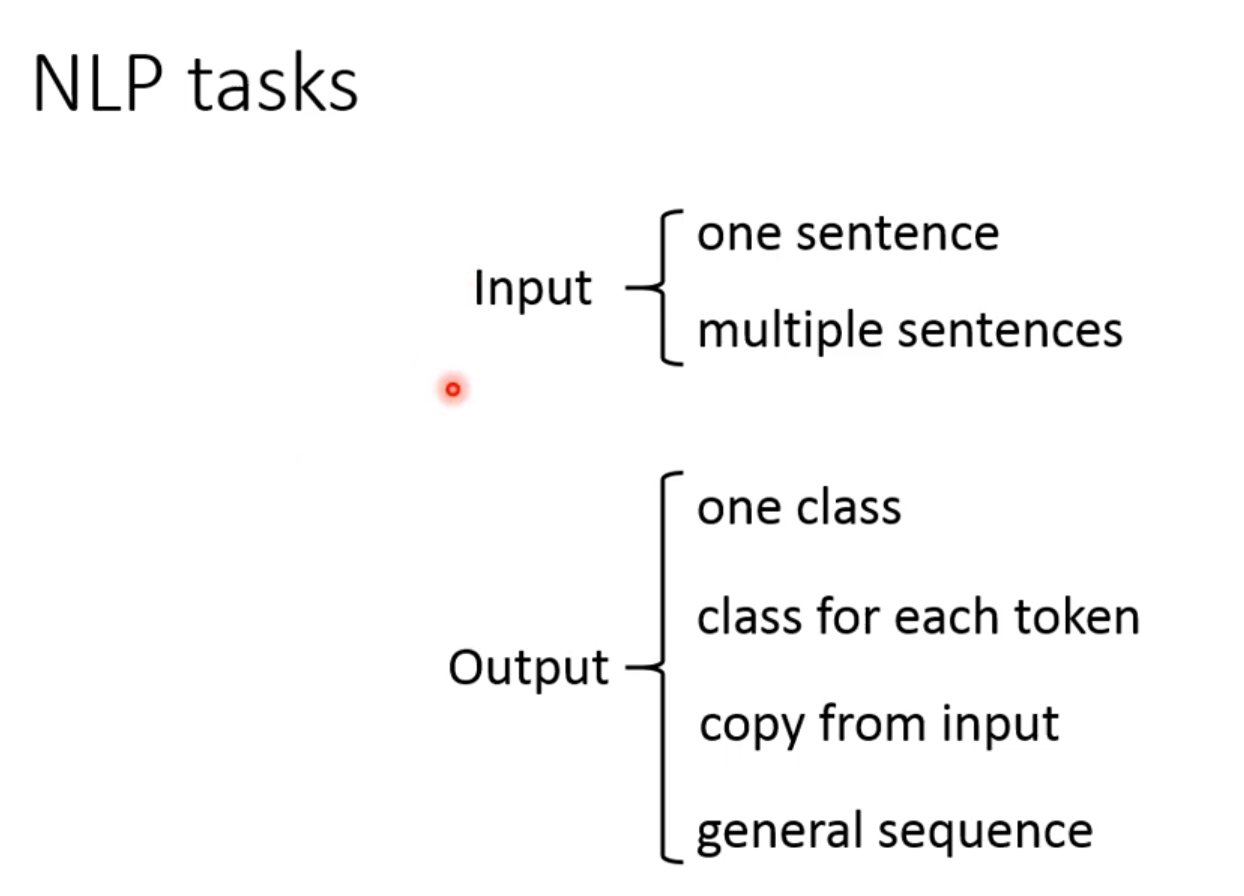 NLP tasks
Input
one sentence
multiple sentences
Output
one class
class for each token
copy from input
general sequence